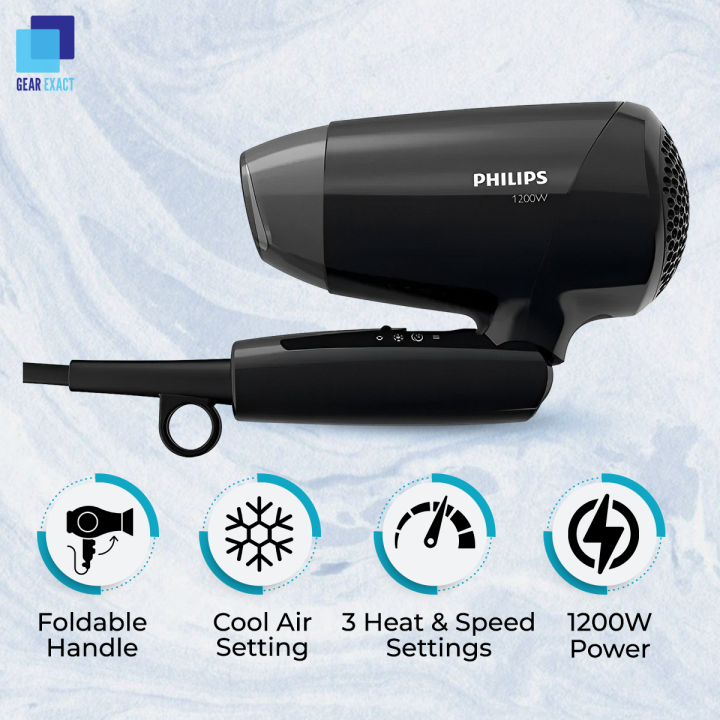 GEAR EXACT
PHILIPS
1200W
Foldable
Handle
Cool Air
Setting
3 Heat & Speed
Settings
1200W
Power